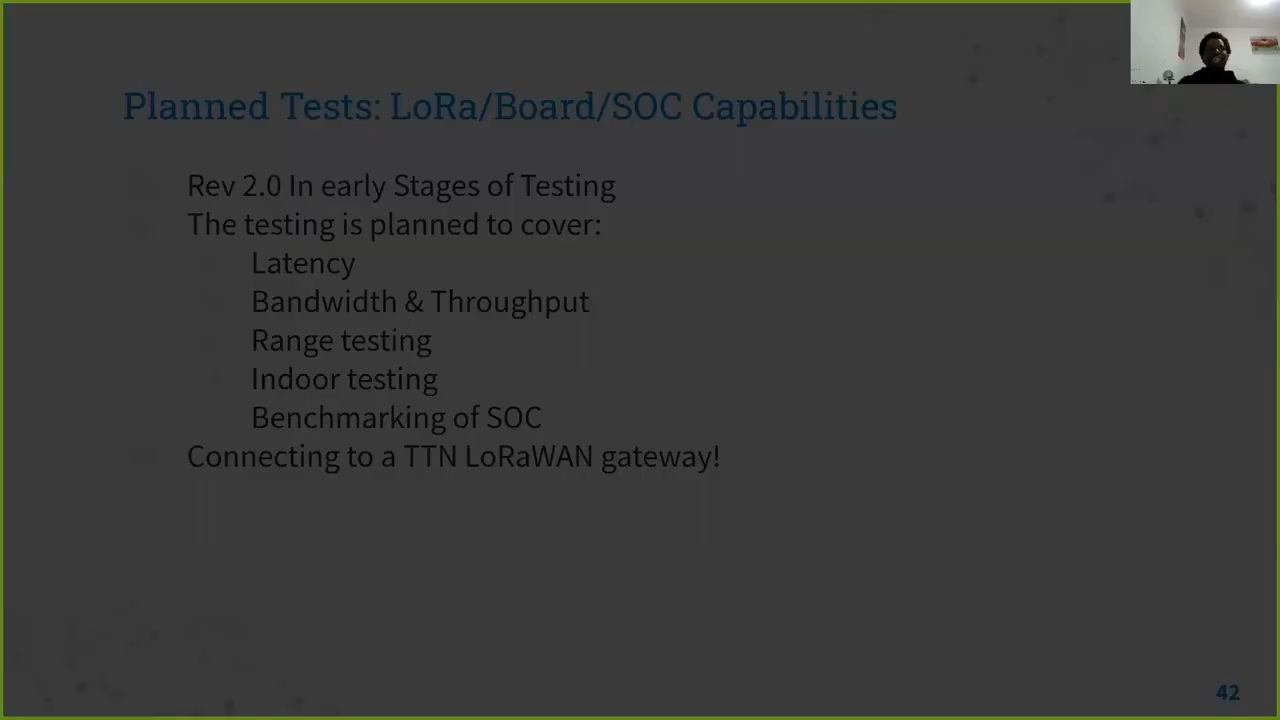 Planned Tests: LoRa/Board/SOC Capabilities
Rev 2.0 In early Stages of Testing
The testing is planned to cover:
Latency
Bandwidth & Throughput
Range testing
Indoor testing
Benchmarking of SOC
Connecting to a TTN LoRaWAN gateway!
42